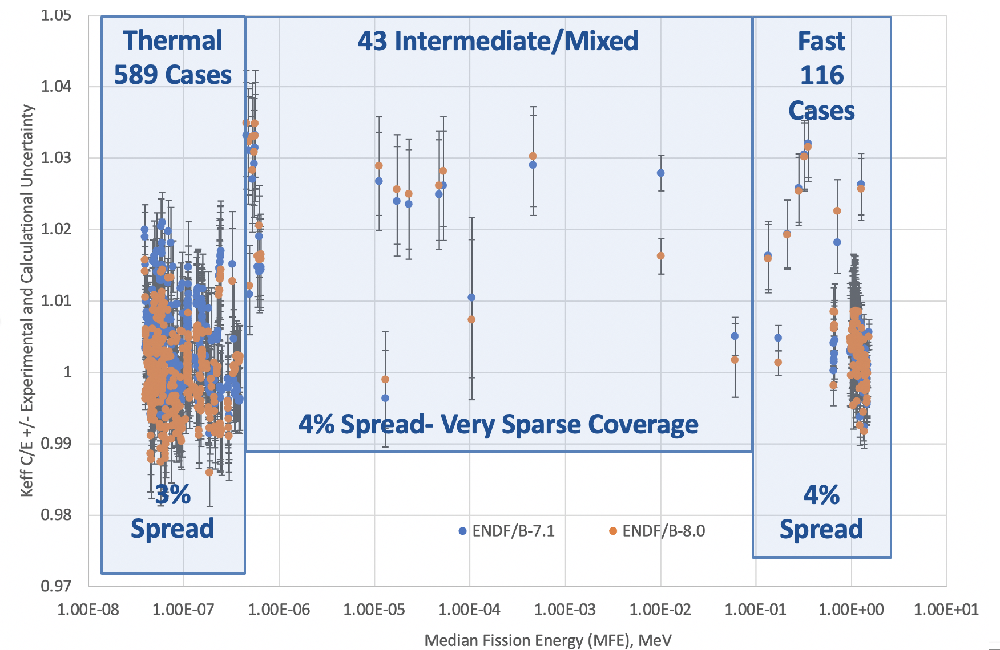 1.05
1.04
1.03
1.02
1.01
1
0.99
0.98
0.97
Keff C/E +/- Experimental and Calculational Uncertainty
Thermal
589 Cases
3%
Spread
43 Intermediate/Mixed
4% Spread- Very Sparse Coverage
Fast
116
Cases
4%
Spread
ENDF/B-7.1 ENDF/B-8.0
1.00E-08 1.00E-07 1.00E-06 1.00E-05 1.00E-04 1.00E-03 1.00E-02 1.00E-01 1.00E+00 1.00E+01
Median Fission Energy (MFE), MeV